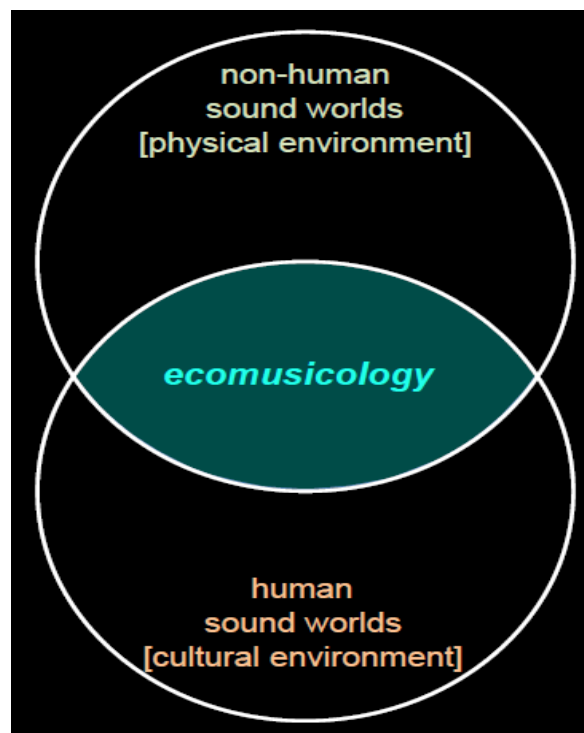 non-human
sound worlds
[physical environment]
ecomusicology
human
sound worlds
[cultural environment]